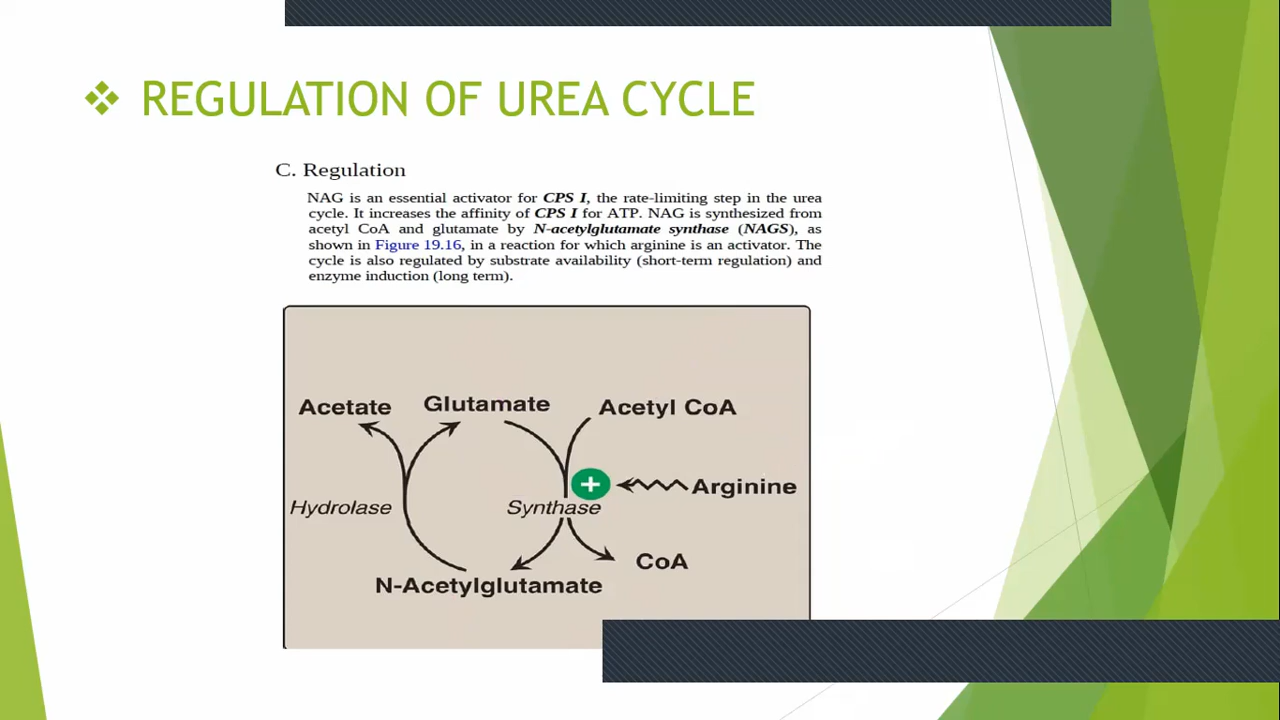 REGULATION OF UREA CYCLE
C. Regulation
NAG is an essential activator for CPS I, the rate-limiting step in the urea
cycle. It increases the affinity of CPS I for ATP. NAG is synthesized from
acetyl CoA and glutamate by N-acetylglutamate synthase (NAGS), as
shown in Figure 19.16, in a reaction for which arginine is an activator. The
cycle is also regulated by substrate availability (short-term regulation) and
enzyme induction (long term).
Acetate Glutamate Acetyl CoA
+ Arginine
Hydrolase Synthase
CoA
N-Acetylglutamate